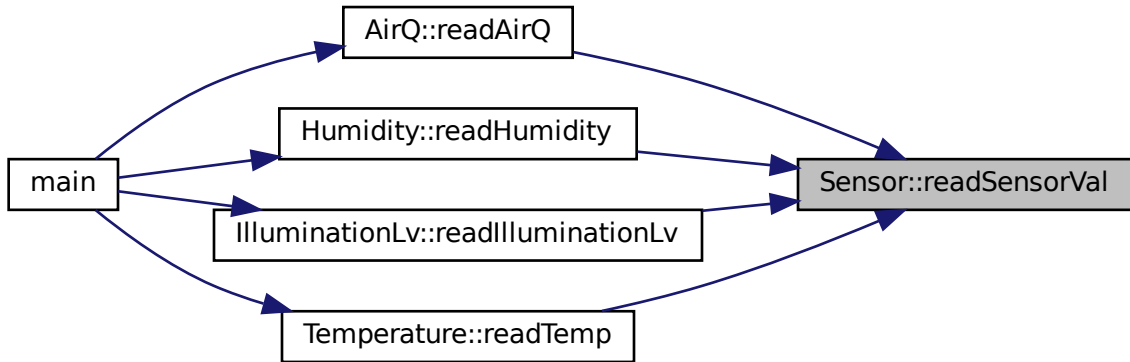 AirQ::readAirQ
Humidity::readHumidity
main
Sensor::readSensorVal
IlluminationLv::readIlluminationLv
Temperature::readTemp